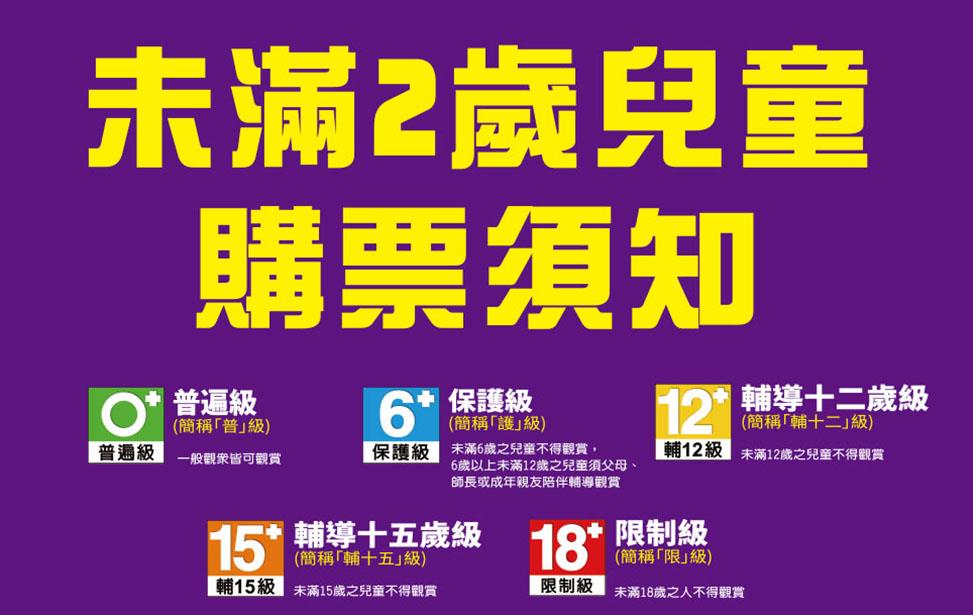 未滿2歲兒童
購票須知
0+
普遍級
普遍級
(簡稱「普」級)
一般觀眾皆可觀賞
6+
保護級
保護級
(簡稱「護」級)
未滿6歲之兒童不得觀賞，
6歲以上未滿12歲之兒童須父母、
師長或成年親友陪伴輔導觀賞
12+
輔12級
輔導十二歲級
(簡稱「輔十二」級)
未滿12歲之兒童不得觀賞
15+
輔15級
輔導十五歲級
(簡稱「輔十五」級)
未滿15歲之兒童不得觀賞
18+
限制級
限制級
(簡稱「限」級)
未滿18歲之人不得觀賞